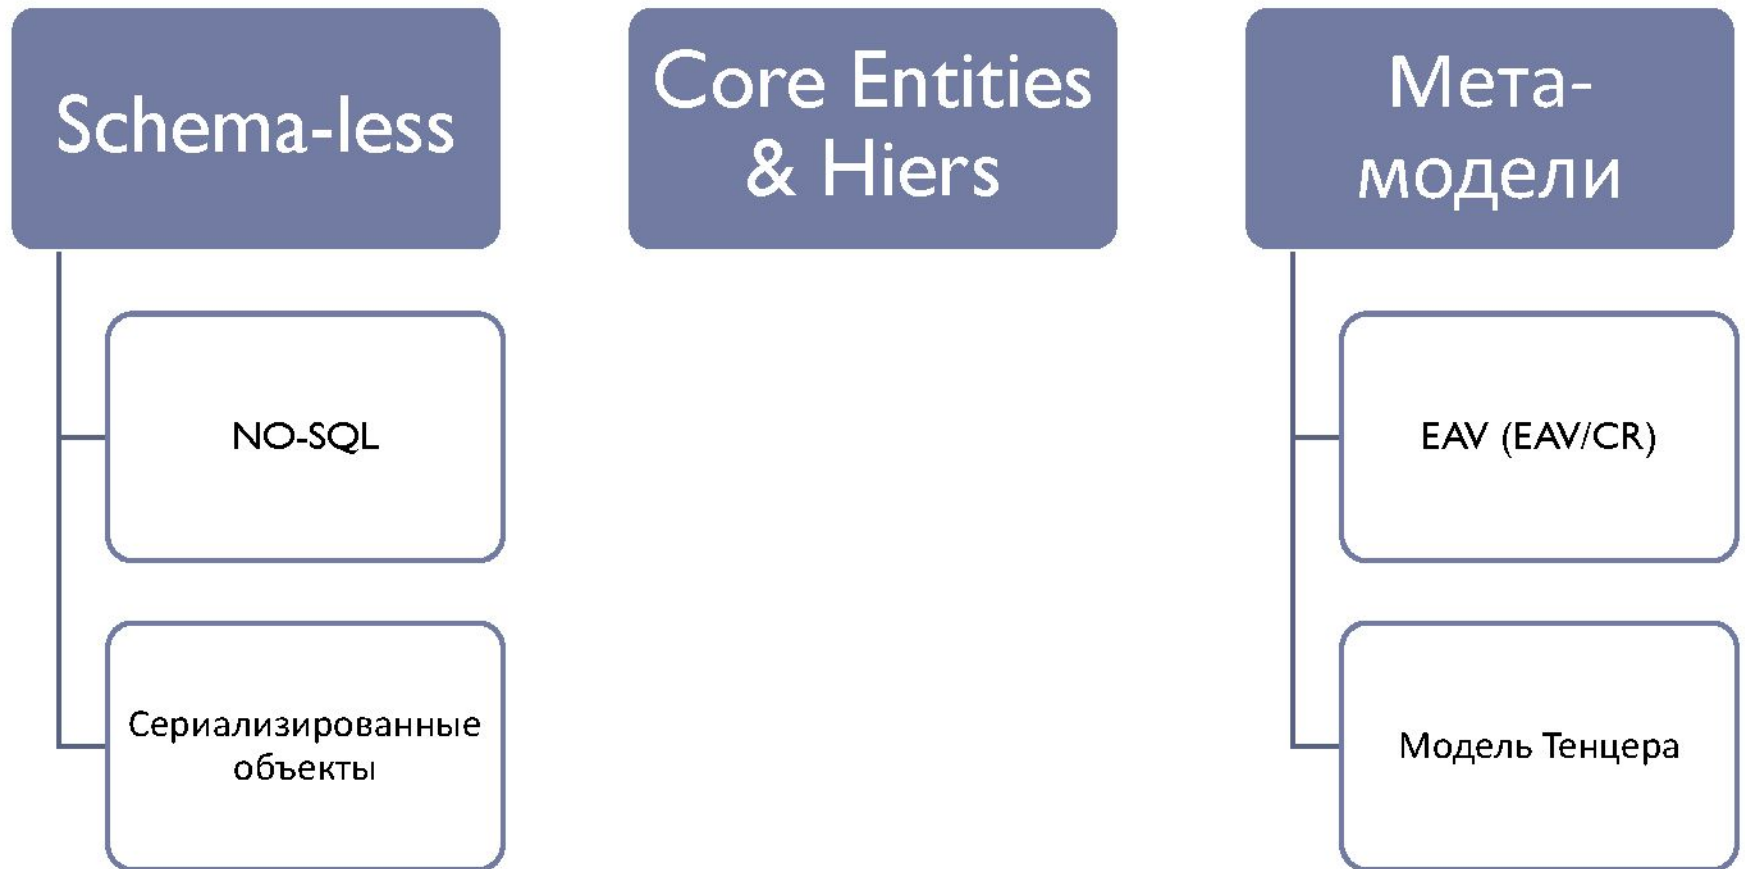 Schema-less
NO-SQL
Сериализированные
объекты
Core Entities
& Hiers
Мета-
модели
EAV (EAV/CR)
Модель Тенцера